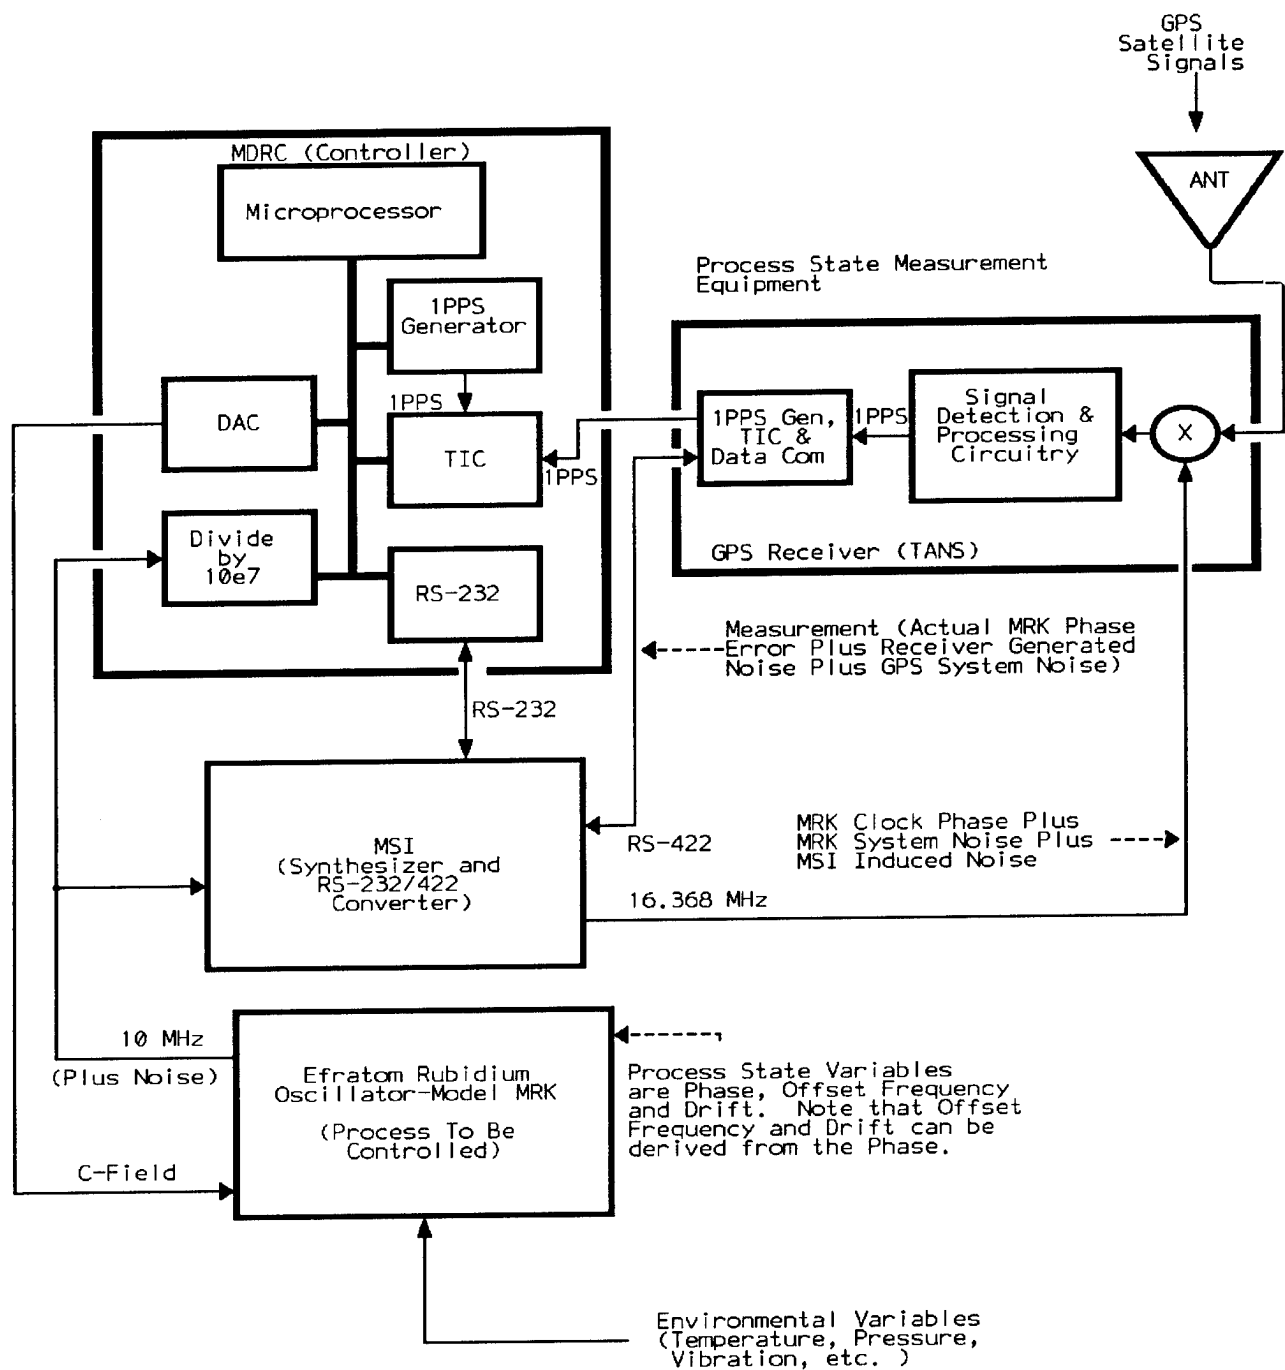 GPS
Satellite
Signals
ANT
MDRC (Controller)
Microprocessor
1PPS
Generator
1PPS
DAC
TIC
1PPS
Divide
by
10e7
RS-232
Process State Measurement
Equipment
1PPS Gen,
TIC &
Data Com
1PPS
Signal
Detection &
Processing
Circuitry
X
GPS Receiver (TANS)
Measurement (Actual MRK Phase
Error Plus Receiver Generated
Noise Plus GPS System Noise)
RS-232
MSI
(Synthesizer and
RS-232/422
Converter)
RS-422
MRK Clock Phase Plus
MRK System Noise Plus
MSI Induced Noise
16.368 MHz
10 MHz
(Plus Noise)
Efratom Rubidium
Oscillator-Model MRK
(Process To Be
Controlled)
Process State Variables
are Phase, Offset Frequency
and Drift. Note that Offset
Frequency and Drift can be
derived from the Phase.
C-Field
Environmental Variables
(Temperature, Pressure,
Vibration, etc. )